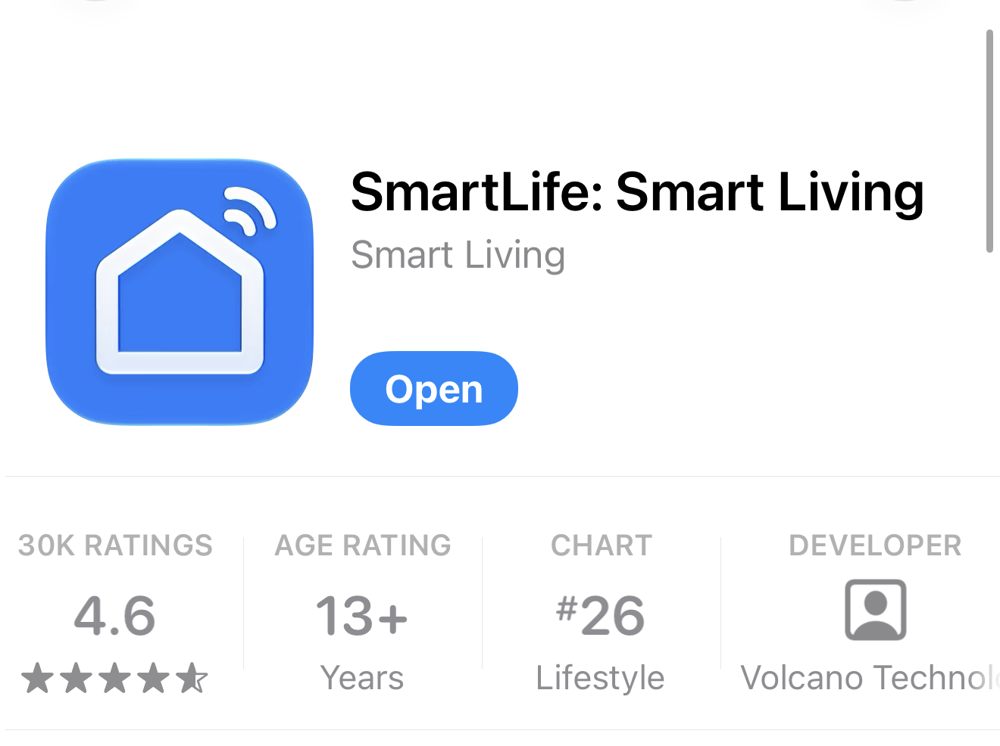 SmartLife: Smart Living
Smart Living
Open
30K RATINGS
4.6
AGE RATING
13+
Years
CHART
#26
Lifestyle
DEVELOPER
Volcano